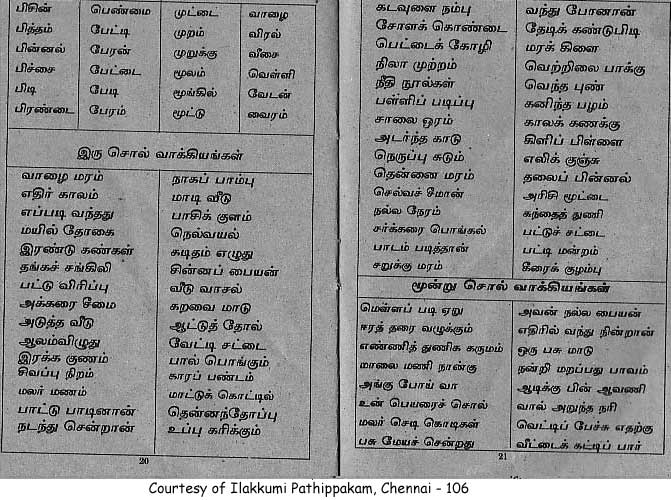 பிசின் பெண்மை முட்டை வாழை
பித்தம் பேட்டி முறம் விரல்
பின்னல் பேரன் முறுக்கு வீசை
பிச்சை பேட்டை மூலம் வெள்ளி
பிடி பேடி மூங்கில் வேடன்
பிரண்டை பேரம் மூட்டு வைரம்
இரு சொல் வாக்கியங்கள்
வாழை மரம் நாகப் பாம்பு
எதிர் காலம் மாடி வீடு
எப்படி வந்தது பாசிக் குளம்
மயில் தோகை நெல்வயல்
இரண்டு கண்கள் கடிதம் எழுது
தங்கச் சங்கிலி சின்னப் பையன்
பட்டு விரிப்பு வீடு வாசல்
அக்கரை சீமை கறவை மாடு
அடுத்த வீடு ஆட்டுத் தோல்
ஆலம்விழுது வேட்டி சட்டை
இரக்க குணம் பால் பொங்கும்
சிவப்பு நிறம் காரப் பண்டம்
மலர் மணம் மாட்டுக் கொட்டில்
பாட்டு பாடினான் தென்னந்தோப்பு
நடந்து சென்றான் உப்பு கரிக்கும்
20
கடவுளை நம்பு வந்து போனான்
சோளக் கொண்டை தேடிக் கண்டுபிடி
பெட்டைக் கோழி மரக் கிளை
நிலா முற்றம் வெற்றிலை பாக்கு
நீதி நூல்கள் வெந்த புண்
பள்ளிப் படிப்பு கனிந்த பழம்
சாலை ஓரம் காலக் கணக்கு
அடர்ந்த காடு கிளிப் பிள்ளை
நெருப்பு சுடும் எலிக் குஞ்சு
தென்னை மரம் தலைப் பின்னல்
செல்வச் சீமான் அரிசி மூட்டை
நல்ல நேரம் கந்தைத் துணி
சர்க்கரை பொங்கல் பட்டுச் சட்டை
பாடம் படித்தான் பட்டி மன்றம்
சறுக்கு மரம் கீரைக் குழம்பு
மூன்று சொல் வாக்கியங்கள்
மெள்ளப் படி ஏறு அவன் நல்ல பையன்
ஈரத் தரை வழுக்கும் எதிரில் வந்து நின்றான்
எண்ணித் துணிக கருமம் ஒரு பசு மாடு
மாலை மணி நான்கு நன்றி மறப்பது பாவம்
அங்கு போய் வா ஆடிக்கு பின் ஆவணி
உன் பெயரைச் சொல் வால் அறுந்த நரி
மலர் செடி கொடிகள் வெட்டிப் பேச்சு எதற்கு
பசு மேயச் சென்றது வீட்டைக் கட்டிப் பார்
21
Courtesy of Ilakkumi Pathippakam, Chennai - 106